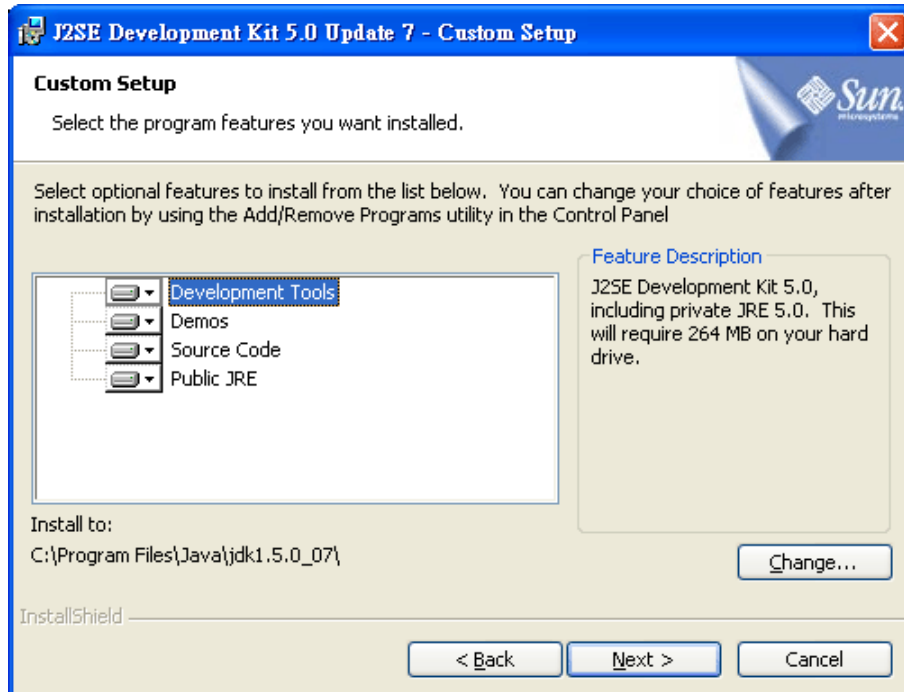 J2SE Development Kit 5.0 Update 7 - Custom Setup
Custom Setup
Select the program features you want installed.
Sun
microsystems
Select optional features to install from the list below.  You can change your choice of features after
installation by using the Add/Remove Programs utility in the Control Panel
Development Tools
Demos
Source Code
Public JRE
Feature Description
J2SE Development Kit 5.0,
including private JRE 5.0.  This
will require 264 MB on your hard
drive.
Install to:
C:\Program Files\Java\jdk1.5.0_07\
Change...
InstallShield
< Back
Next >
Cancel